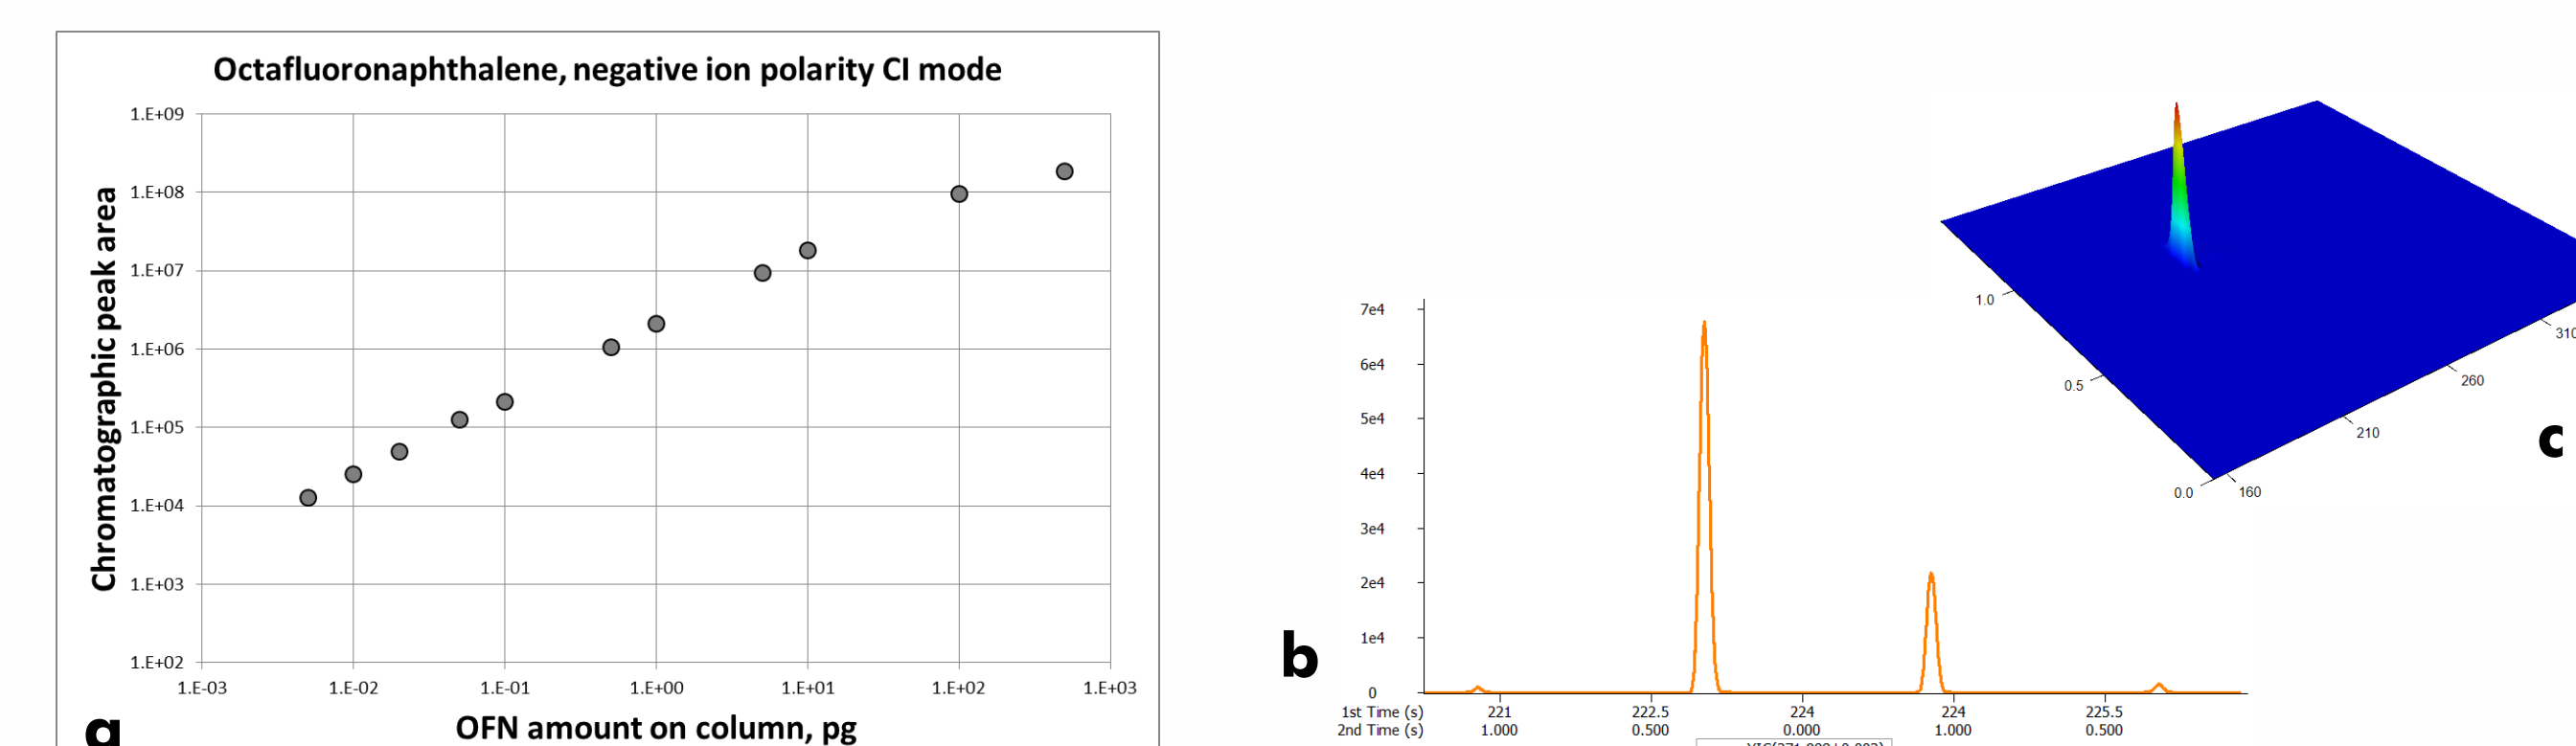 Octafluoronaphthalene, negative ion polarity CI mode
Chromatographic peak area
1.E+09
1.E+08
1.E+07
1.E+06
1.E+05
1.E+04
1.E+03
1.E+02
1.E-03 1.E-02 1.E-01 1.E+00 1.E+01 1.E+02 1.E+03
OFN amount on column, pg
a
b
7e4
6e4
5e4
4e4
3e4
2e4
1e4
0
1st Time (s) 221 222.5 224 224 225.5
2nd Time (s) 1.000 0.500 0.000 1.000 0.500
1.0
0.5
0.0
160
210
260
310
c